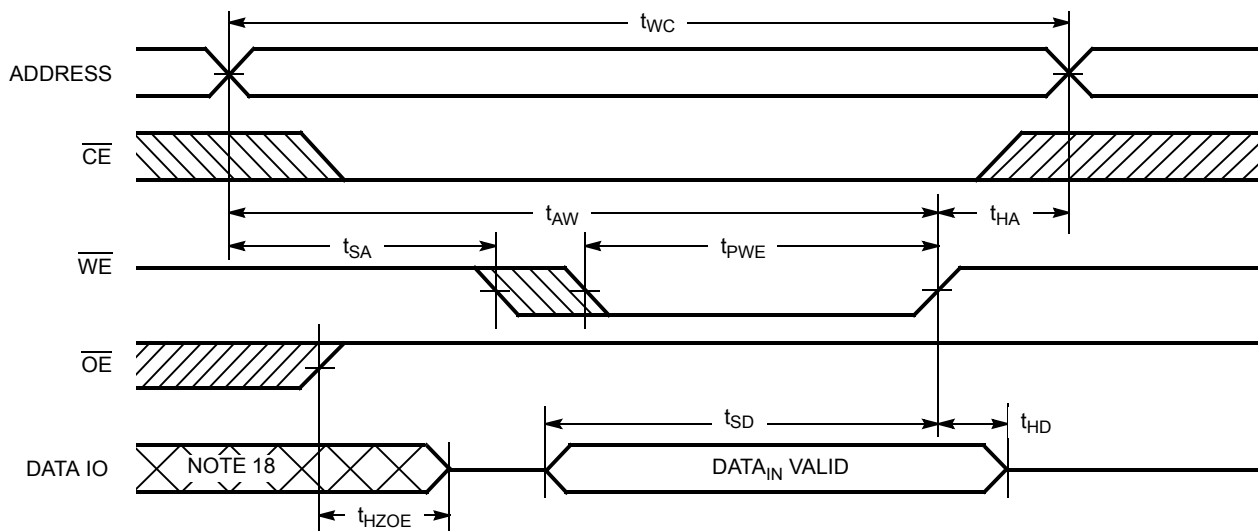 tWC
ADDRESS
CE
tAW
tHA
tSA
tPWE
WE
OE
tSD
tHD
DATA IO
NOTE 18
DATAIN VALID
tHZOE